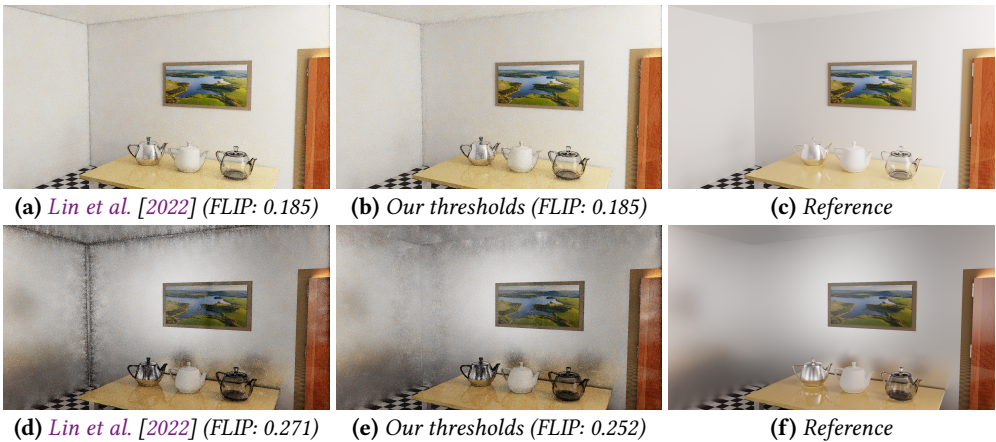 (a) Lin et al. [2022] (FLIP: 0.185)
(b) Our thresholds (FLIP: 0.185)
(c) Reference
(d) Lin et al. [2022] (FLIP: 0.271)
(e) Our thresholds (FLIP: 0.252)
(f) Reference